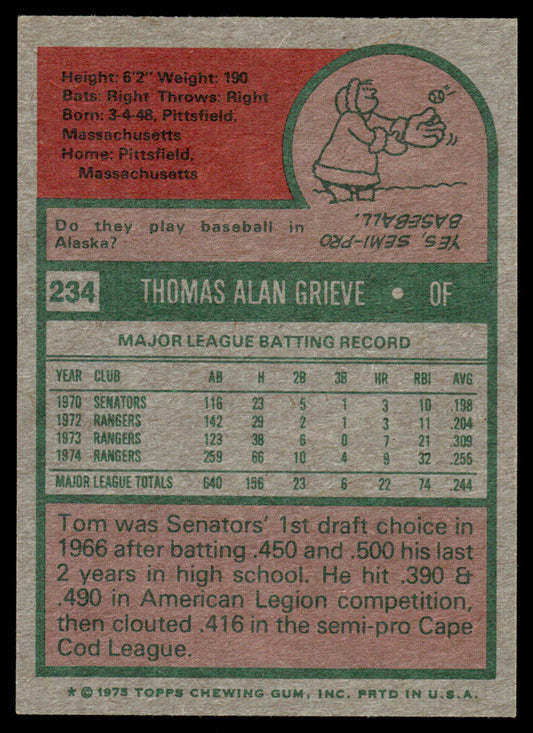 Height: 6'2" Weight: 190
Bats: Right Throws: Right
Born: 3-4-48, Pittsfield,
Massachusetts
Home: Pittsfield,
Massachusetts
Do they play baseball in
Alaska?
YES, SEMI-PRO
BASEBALL.
234 THOMAS ALAN GRIEVE • OF
MAJOR LEAGUE BATTING RECORD
YEAR CLUB AB H 2B 3B HR RBI AVG
1970 SENATORS 116 23 5 1 3 10 .198
1972 RANGERS 142 29 2 1 3 11 .204
1973 RANGERS 123 38 6 0 7 21 .309
1974 RANGERS 259 66 10 4 9 32 .255
MAJOR LEAGUE TOTALS 640 156 23 6 22 74 .244
Tom was Senators' 1st draft choice in
1966 after batting .450 and .500 his last
2 years in high school. He hit .390 &
.490 in American Legion competition,
then clouted .416 in the semi-pro Cape
Cod League.
* © 1975 TOPPS CHEWING GUM, INC. PRTD IN U.S.A.